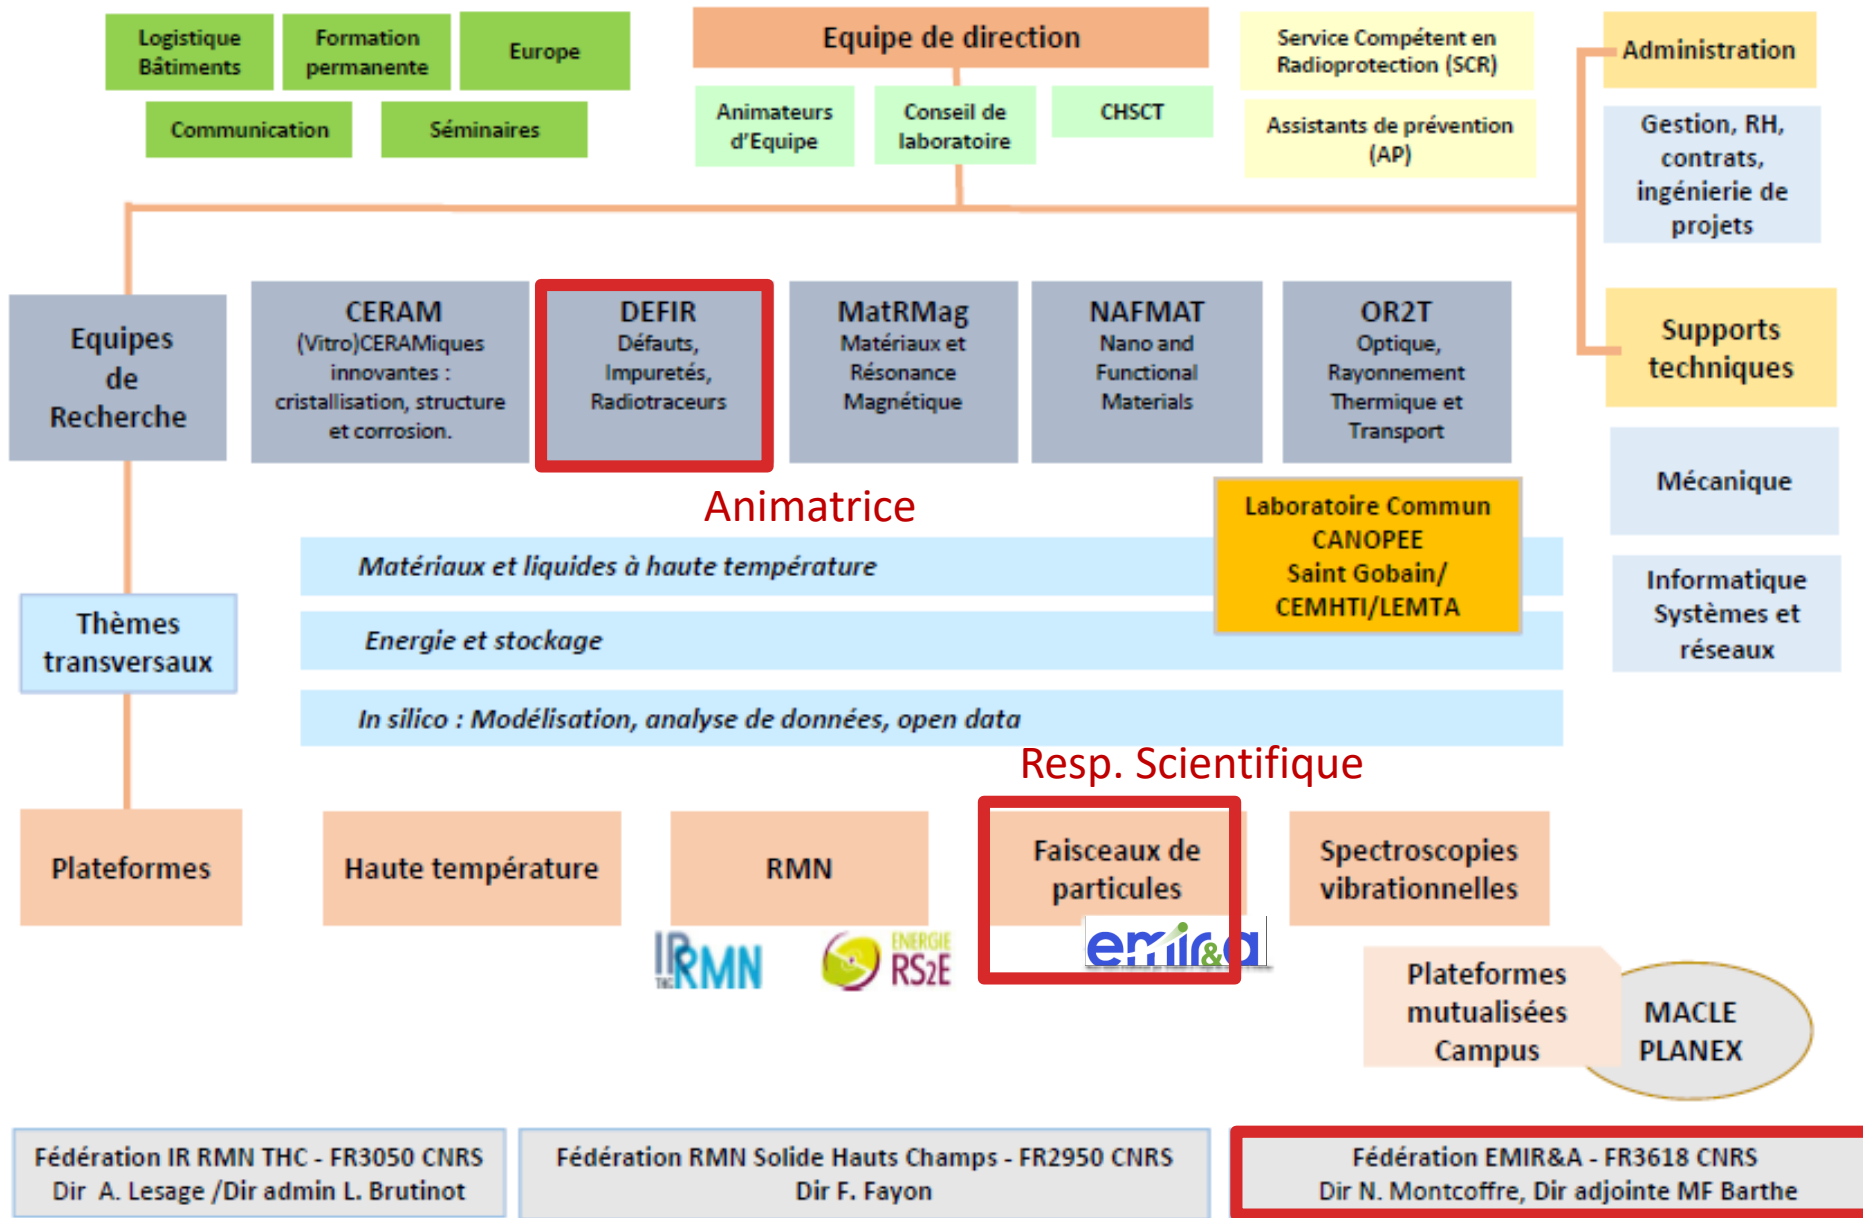 Logistique
Bâtiments
Formation
permanente
Europe
Communication
Séminaires
Equipe de direction
Animateurs
d'Equipe
Conseil de
laboratoire
CHSCT
Service Compétent en
Radioprotection (SCR)
Assistants de prévention
(AP)
Administration
Gestion, RH,
contrats,
ingénierie de
projets
Equipes
de
Recherche
CERAM
(Vitro)CERAMiques
innovantes :
cristallisation, structure
et corrosion.
DEFIR
Défauts,
Impuretés,
Radiotraceurs
MatRMag
Matériaux et
Résonance
Magnétique
NAFMAT
Nano and
Functional
Materials
OR2T
Optique,
Rayonnement
Thermique et
Transport
Supports
techniques
Mécanique
Informatique
Systèmes et
réseaux
Animatrice
Laboratoire Commun
CANOPEE
Saint Gobain/
CEMHTI/LEMTA
Thèmes
transversaux
Matériaux et liquides à haute température
Energie et stockage
In silico : Modélisation, analyse de données, open data
Resp. Scientifique
Plateformes
Haute température
RMN
Faisceaux de
particules
Spectroscopies
vibrationnelles
IRRMN
THC
ENERGIE
RS2E
emir&a
Plateformes
mutualisées
Campus
MACLE
PLANEX
Fédération IR RMN THC - FR3050 CNRS
Dir A. Lesage /Dir admin L. Brutinot
Fédération RMN Solide Hauts Champs - FR2950 CNRS
Dir F. Fayon
Fédération EMIR&A - FR3618 CNRS
Dir N. Montcoffre, Dir adjointe MF Barthe